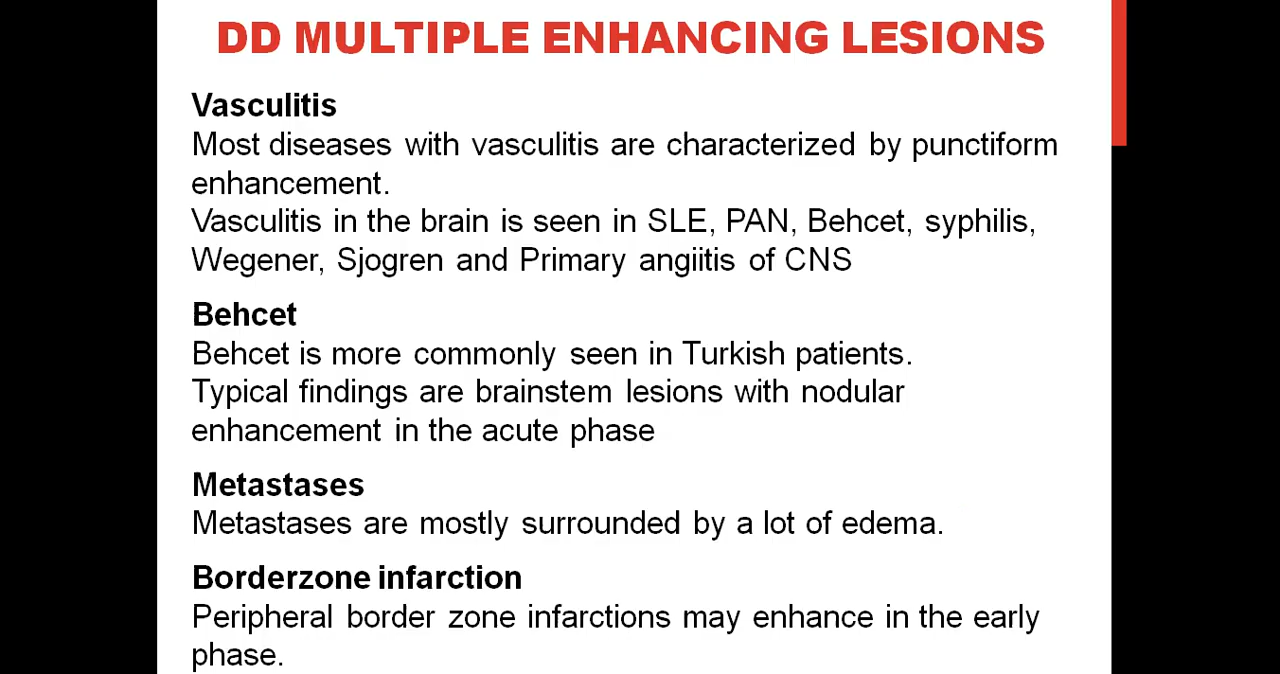 DD MULTIPLE ENHANCING LESIONS
Vasculitis
Most diseases with vasculitis are characterized by punctiform
enhancement.
Vasculitis in the brain is seen in SLE, PAN, Behcet, syphilis,
Wegener, Sjogren and Primary angiitis of CNS
Behcet
Behcet is more commonly seen in Turkish patients.
Typical findings are brainstem lesions with nodular
enhancement in the acute phase
Metastases
Metastases are mostly surrounded by a lot of edema.
Borderzone infarction
Peripheral border zone infarctions may enhance in the early
phase.